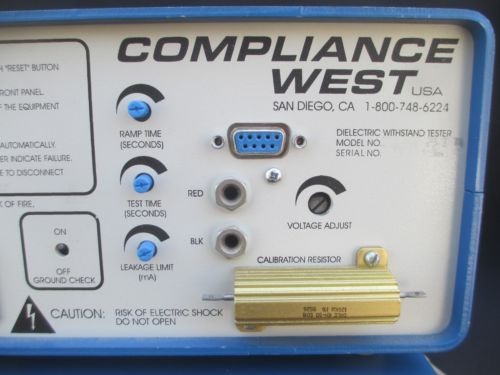 H "RESET" BUTTON
FRONT PANEL.
F THE EQUIPMENT
AUTOMATICALLY.
ER INDICATE FAILURE.
E TO DISCONNECT
K OF FIRE,
ON
OFF
GROUND CHECK
CAUTION:
RISK OF ELECTRIC SHOCK
DO NOT OPEN
COMPLIANCE
WEST USA
SAN DIEGO, CA 1-800-748-6224
RAMP TIME
(SECONDS)
TEST TIME
(SECONDS)
LEAKAGE LIMIT
(mA)
DIELECTRIC WITHSTAND TESTER
MODEL NO.
SERIAL NO.
RED
BLK
VOLTAGE ADJUST
CALIBRATION RESISTOR